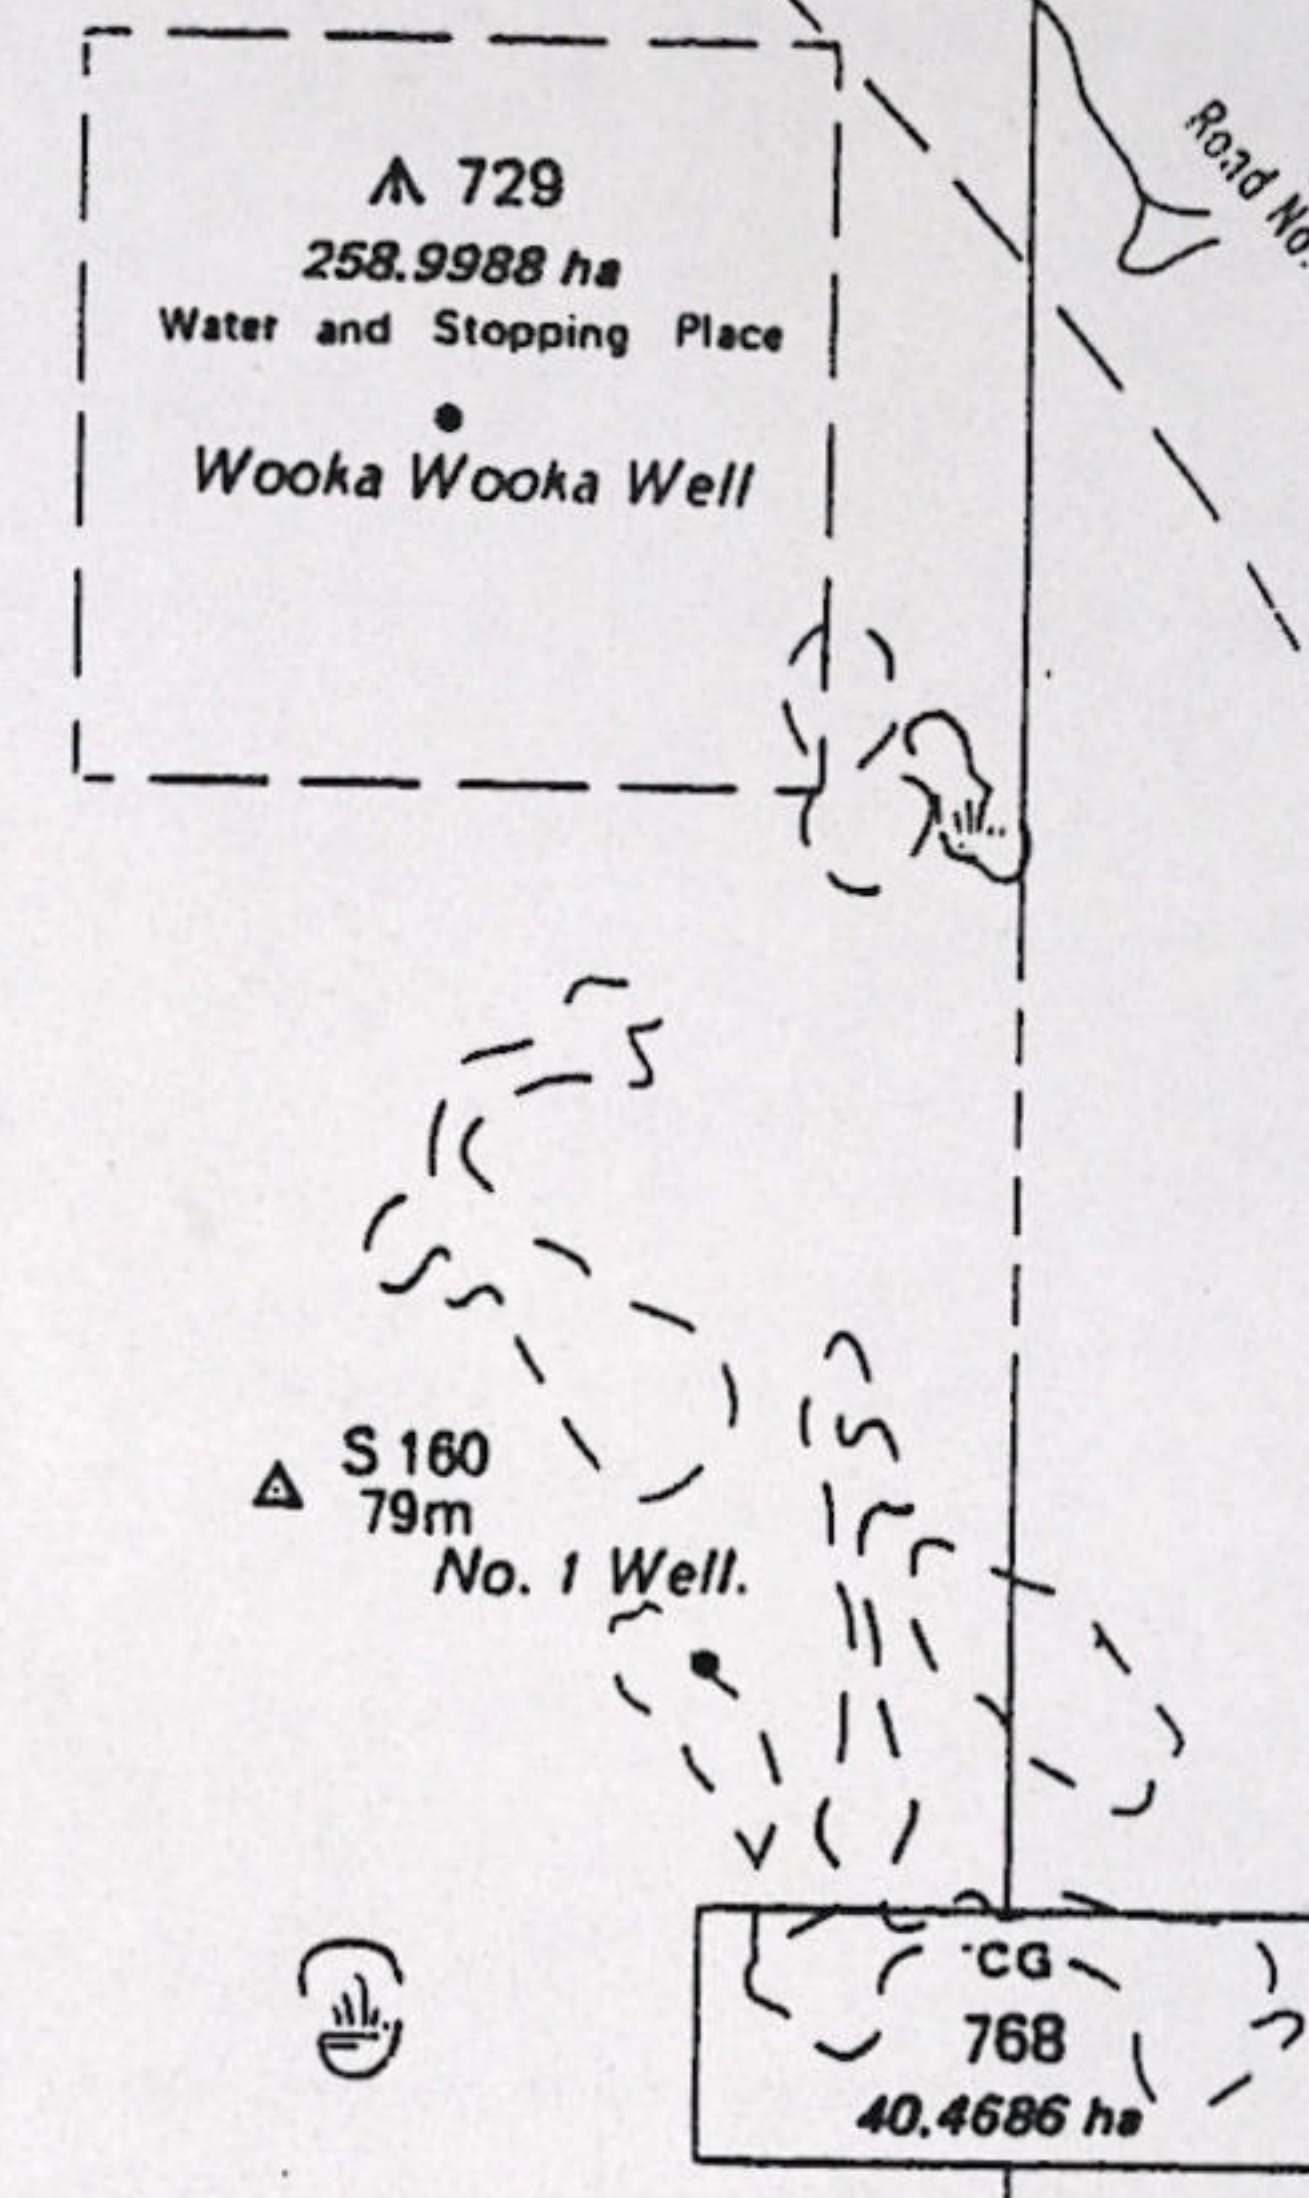 729
258.9988 ha
Water and Stopping Place
Wooka Wooka Well
Road No.
S 160
79m
No. 1 Well.
CG
768
40.4686 ha